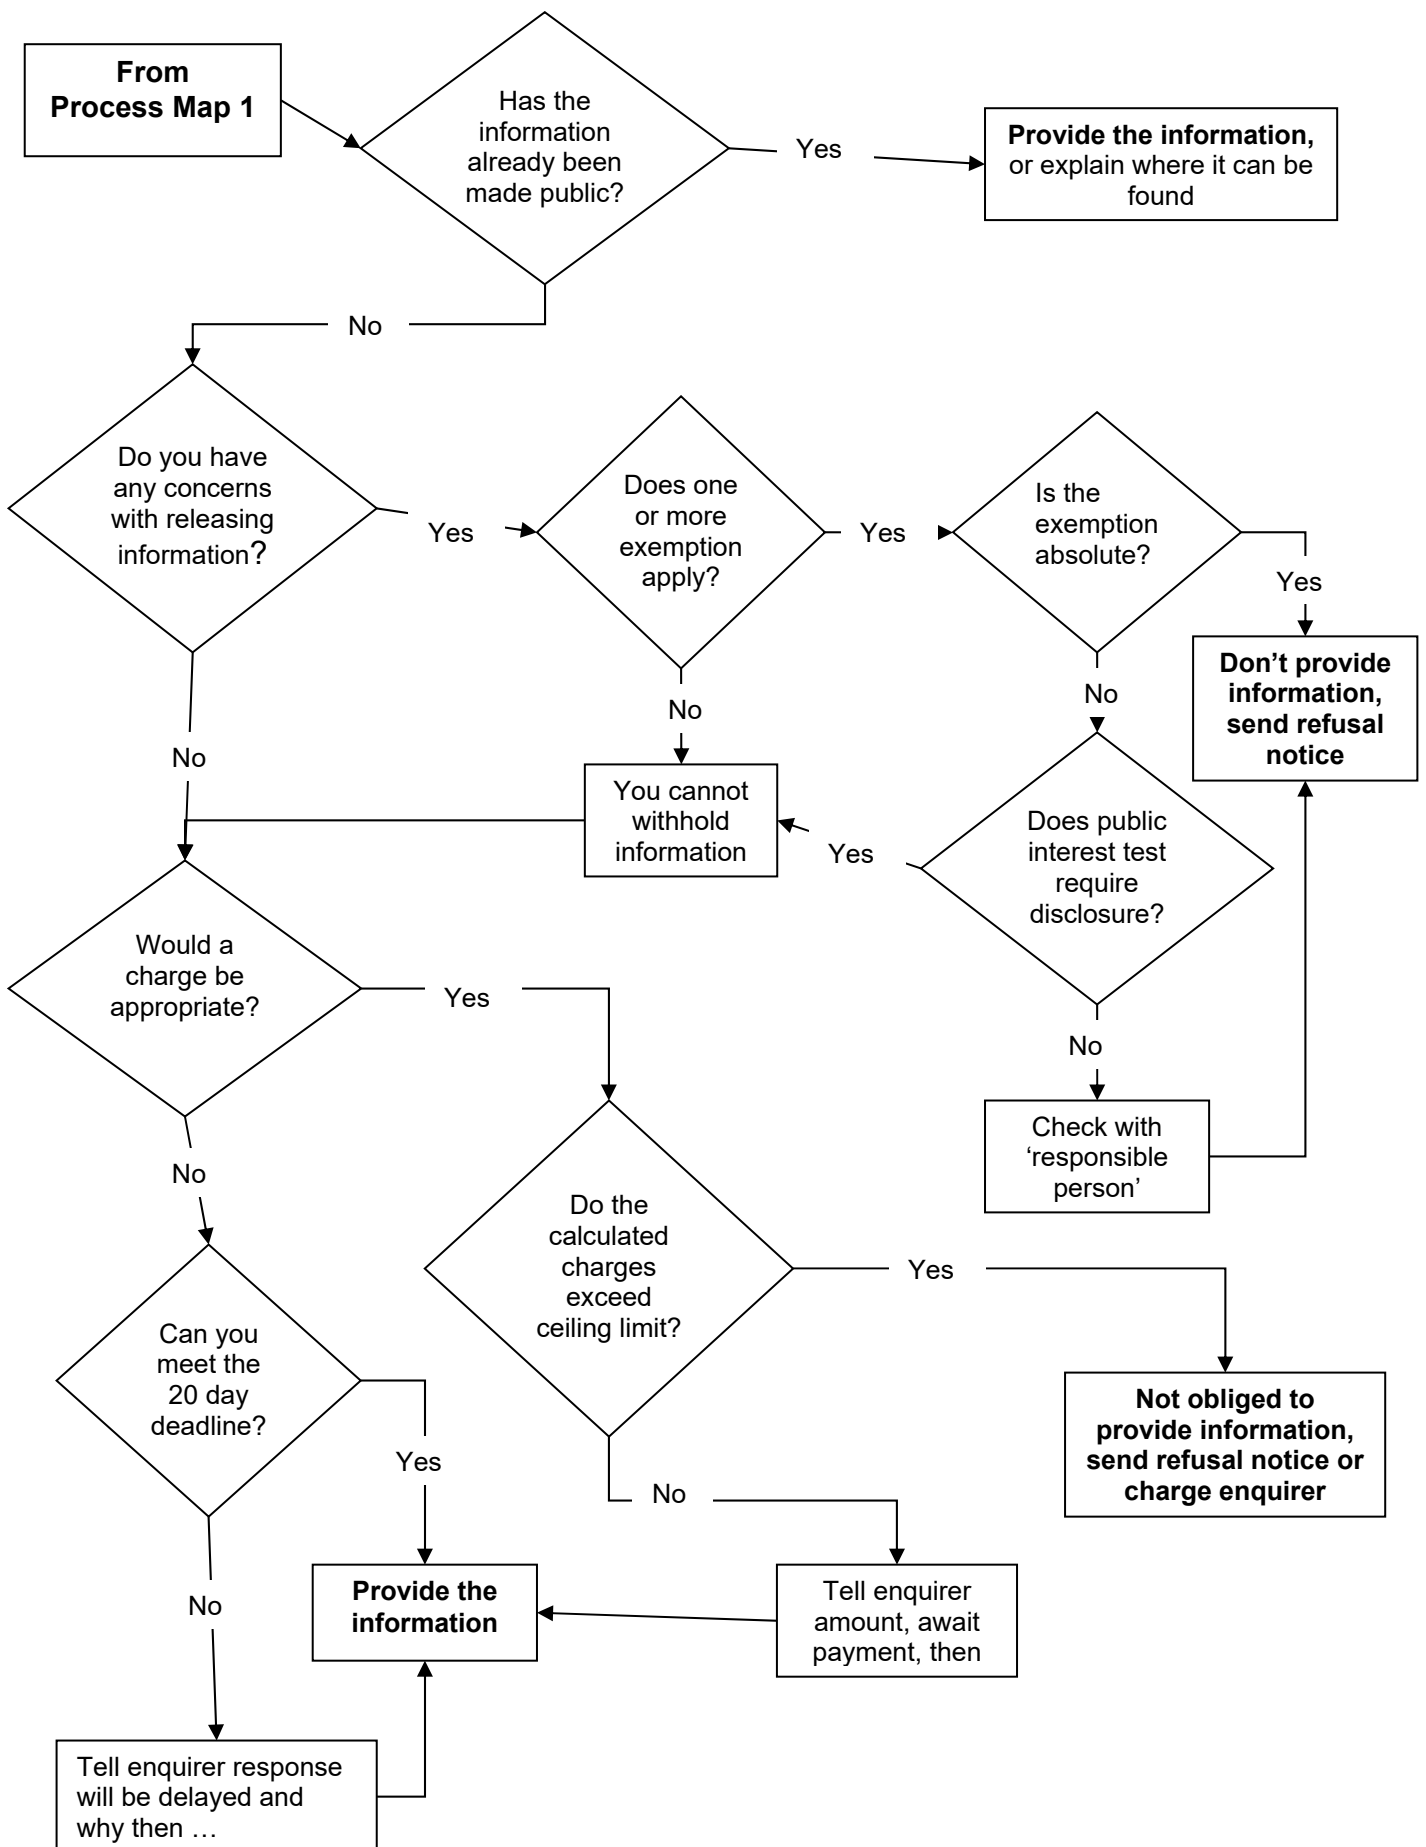 From
Process Map 1
Has the
information
already been
made public?
Yes
Provide the information,
or explain where it can be
found
No
Do you have
any concerns
with releasing
information?
Yes
Does one
or more
exemption
apply?
Yes
Is the
exemption
absolute?
Yes
Don’t provide
information,
send refusal
notice
No
No
No
You cannot
withhold
information
Yes
Does public
interest test
require
disclosure?
Would a
charge be
appropriate?
Yes
No
Check with
‘responsible
person’
No
Do the
calculated
charges
exceed
ceiling limit?
Yes
Can you
meet the
20 day
deadline?
Yes
Not obliged to
provide information,
send refusal notice or
charge enquirer
No
No
Provide the
information
Tell enquirer
amount, await
payment, then
Tell enquirer response
will be delayed and
why then …